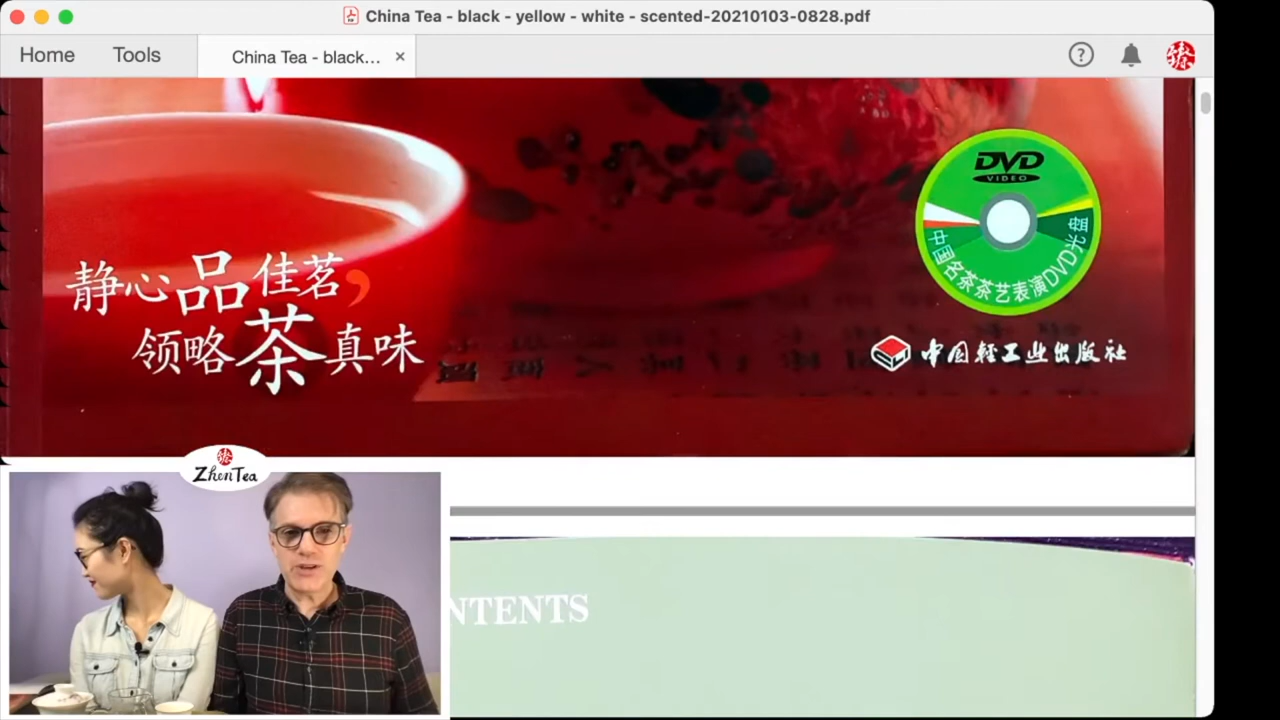 China Tea - black - yellow - white - scented-20210103-0828.pdf
Home
Tools
China Tea - black...
DVD
VIDEO
中国名茶茶艺表演DVD光盘
静心品佳茗,
领略茶真味
中国轻工业出版社
ZhenTea
NTENTS